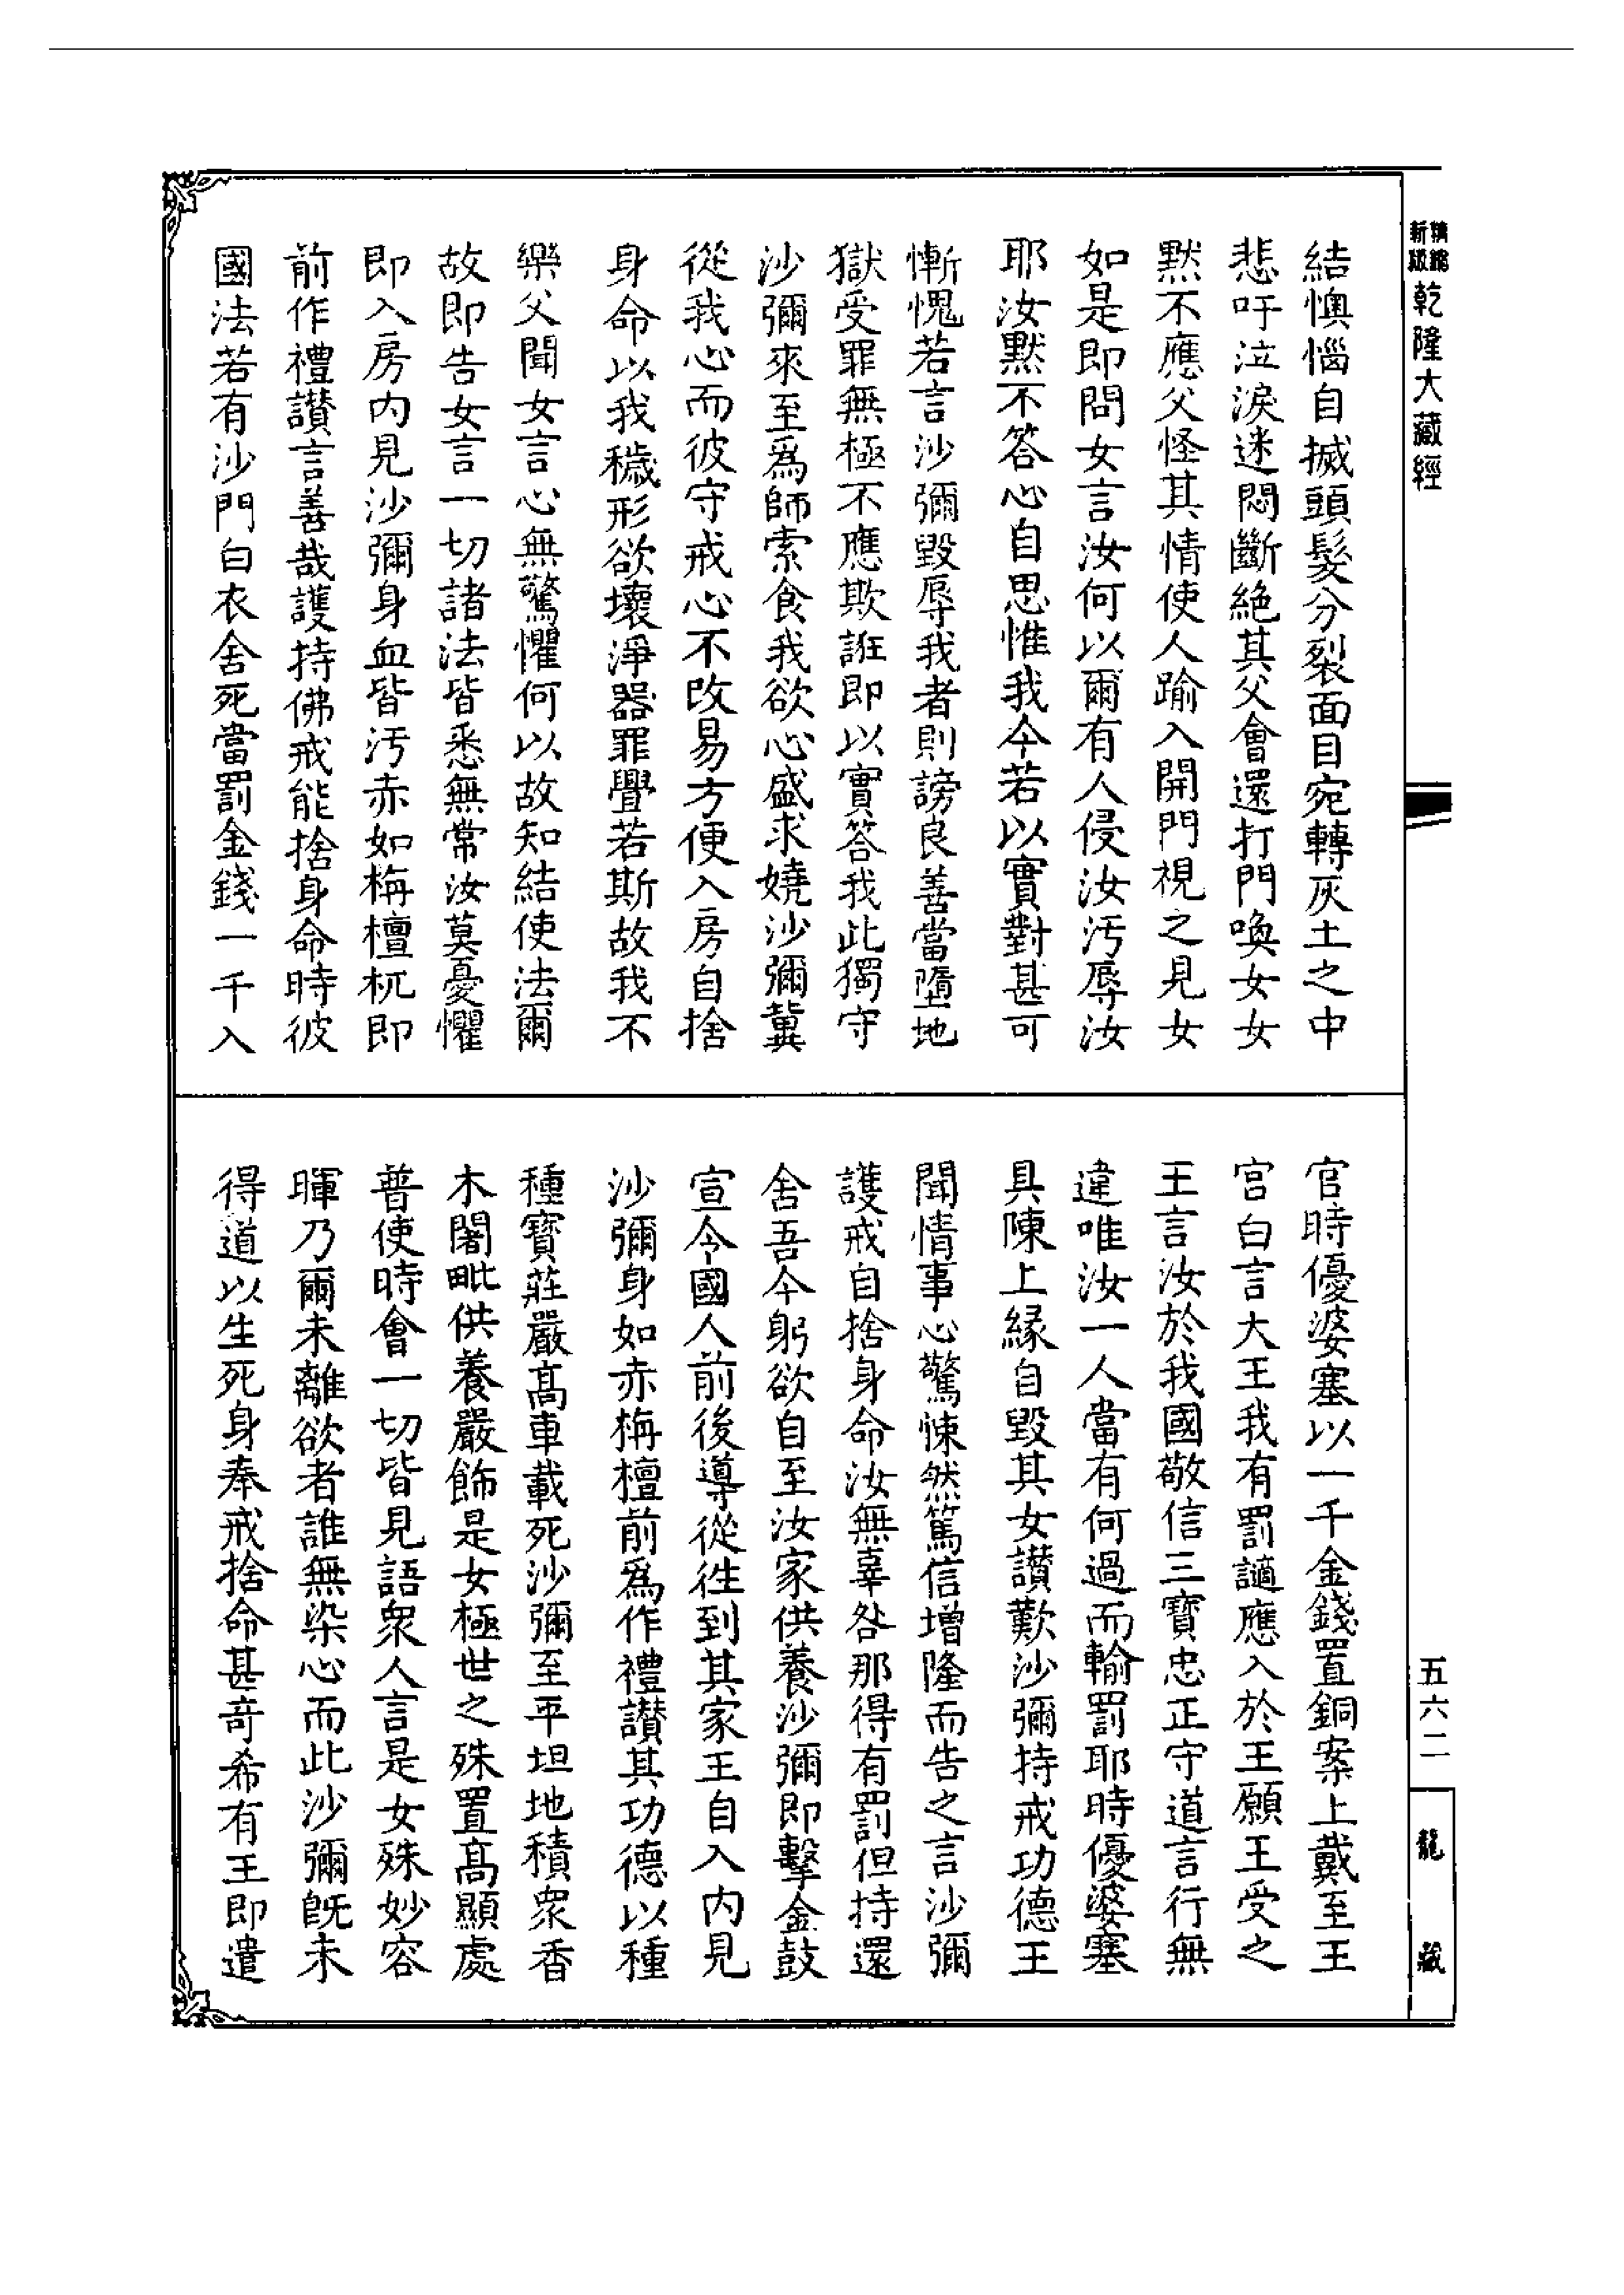 精鏽新版乾隆大藏經
結懊惱自搣頭髮分裂面目宛轉灰土之中
悲吁泣淚迷悶斷絕其父會還打門喚女女
默不應父怪其情使人踰入開門視之見女
如是即問女言汝何以爾有人侵汝汚辱汝
耶汝默不答心自思惟我今若以實對甚可
慚愧若言沙彌毀辱我者則謗良善當墮地
獄受罪無極不應欺誑即以實答我此獨守
沙彌來至爲師索食我欲心盛求嬈沙彌冀
從我心而彼守戒心不改易方便入房自捨
身命以我穢形欲壞淨器罪舋若斯故我不
樂父聞女言心無驚懼何以故知結使法爾
故即告女言一切諸法皆悉無常汝莫憂懼
即入房內見沙彌身血皆汚赤如栴檀杌即
前作禮讃言善哉護持佛戒能捨身命時彼
國法若有沙門白衣舍死當罰金錢一千入
官時優婆塞以一千金錢置銅案上戴至王
宮白言大王我有罰讁應入於王願王受之
王言汝於我國敬信三寶忠正守道言行無
違唯汝一人當有何過而輸罰耶時優婆塞
具陳上緣自毀其女讃歎沙彌持戒功德王
聞情事心驚悚然篤信增隆而告之言沙彌
護戒自捨身命汝無辜咎那得有罰但持還
舍吾今躬欲自至汝家供養沙彌即擊金鼓
宣令國人前後導從徃到其家王自入內見
沙彌身如赤栴檀前爲作禮讃其功德以種
種寶莊嚴高車載死沙彌至平坦地積衆香
木闍毗供養嚴飾是女極世之殊置高顯處
普使時會一切皆見語衆人言是女殊妙容
暉乃爾未離欲者誰無染心而此沙彌旣未
得道以生死身奉戒捨命甚奇希有王即遣
五六二
龍藏